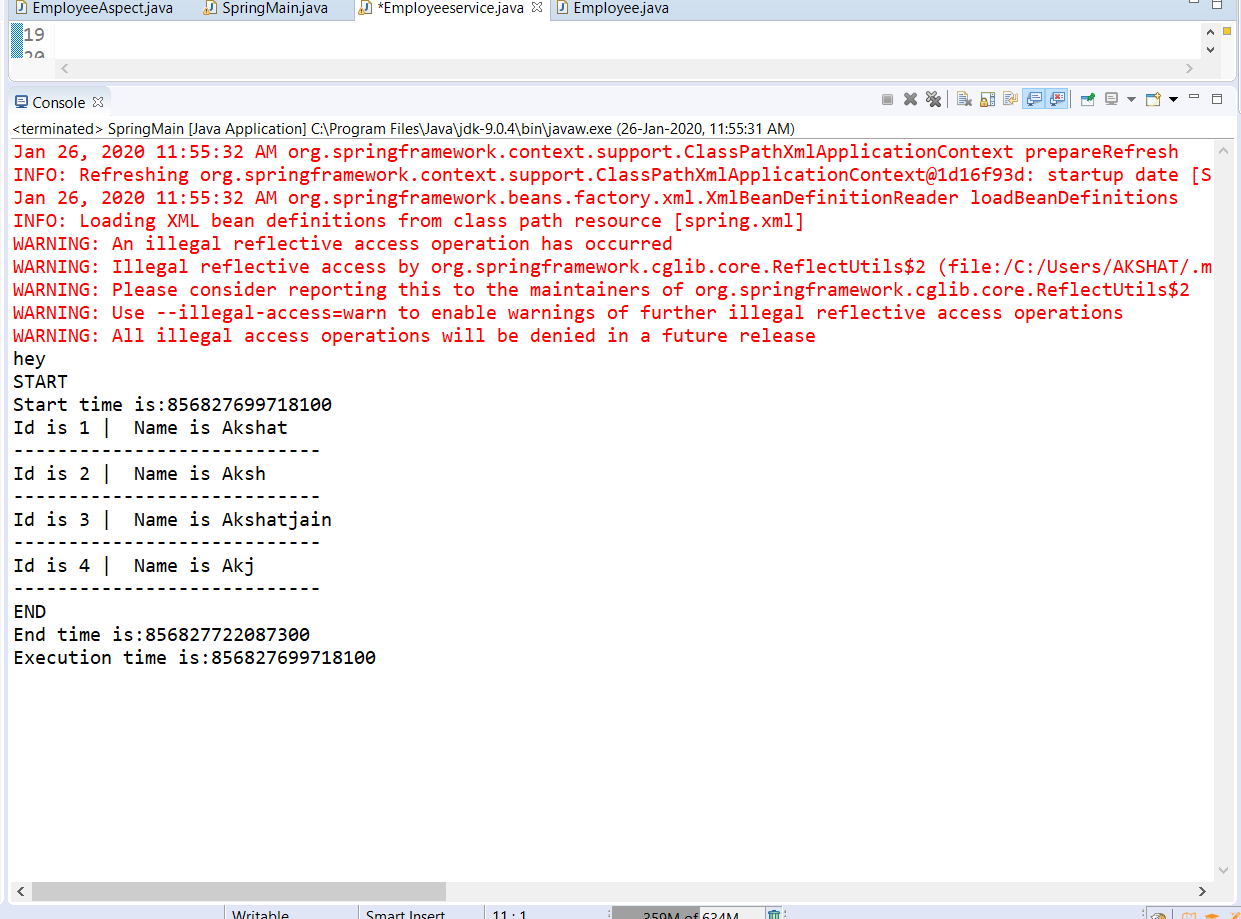 EmployeeAspect.java SpringMain.java *Employeeservice.java Employee.java
19
20
Console
<terminated> SpringMain [Java Application] C:\Program Files\Java\jdk-9.0.4\bin\javaw.exe (26-Jan-2020, 11:55:31 AM)
Jan 26, 2020 11:55:32 AM org.springframework.context.support.ClassPathXmlApplicationContext prepareRefresh
INFO: Refreshing org.springframework.context.support.ClassPathXmlApplicationContext@1d16f93d: startup date [S
Jan 26, 2020 11:55:32 AM org.springframework.beans.factory.xml.XmlBeanDefinitionReader loadBeanDefinitions
INFO: Loading XML bean definitions from class path resource [spring.xml]
WARNING: An illegal reflective access operation has occurred
WARNING: Illegal reflective access by org.springframework.cglib.core.ReflectUtils$2 (file:/C:/Users/AKSHAT/.m
WARNING: Please consider reporting this to the maintainers of org.springframework.cglib.core.ReflectUtils$2
WARNING: Use --illegal-access=warn to enable warnings of further illegal reflective access operations
WARNING: All illegal access operations will be denied in a future release
hey
START
Start time is:856827699718100
Id is 1 |  Name is Akshat
----------------------------
Id is 2 |  Name is Aksh
----------------------------
Id is 3 |  Name is Akshatjain
----------------------------
Id is 4 |  Name is Akj
----------------------------
END
End time is:856827722087300
Execution time is:856827699718100
Writable Smart Insert 11 : 1 359M of 634M